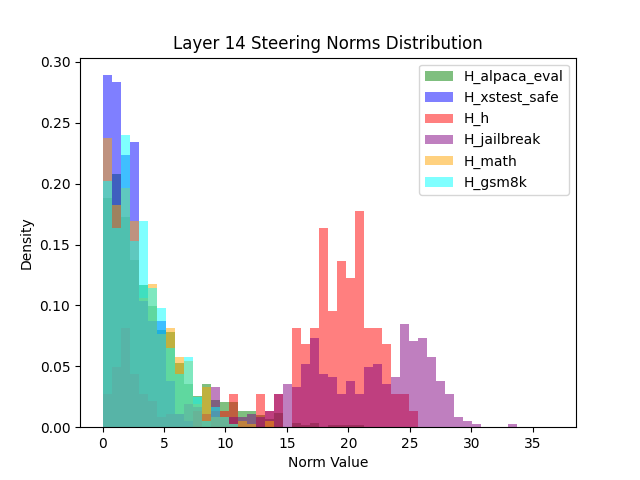 Layer 14 Steering Norms Distribution
0.30
0.25
0.20
0.15
0.10
0.05
0.00
Density
H_alpaca_eval
H_xstest_safe
H_h
H_jailbreak
H_math
H_gsm8k
0 5 10 15 20 25 30 35
Norm Value